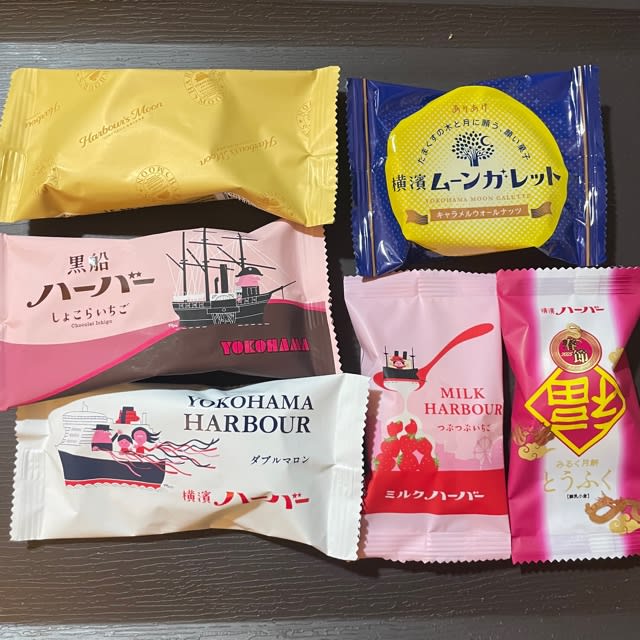 Harbour's Moon
黒船
ハーバー
しょこらいちご
Chocolat Ichigo
YOKOHAMA
YOKOHAMA
HARBOUR
ダブルマロン
横濱 ハーバー
ありあけ
たまくすの木と月に願う、願い菓子
横濱 ムーンガレット
YOKOHAMA MOON GALETTE
キャラメルウォールナッツ
MILK
HARBOUR
つぶつぶいちご
ミルクハーバー
横濱 ハーバー
春節
2025
福
みるく月餅
とうふく